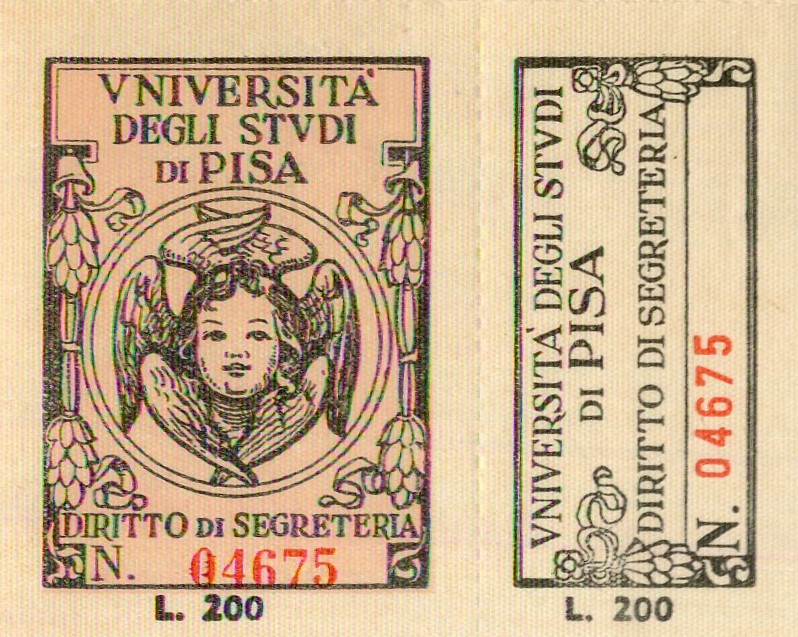 VNIVERSITÀ
DEGLI STVDI
DI PISA
DIRITTO DI SEGRETERIA
N. 04675
L. 200
VNIVERSITÀ DEGLI STVDI
DI PISA
DIRITTO DI SEGRETERIA
N. 04675
L. 200